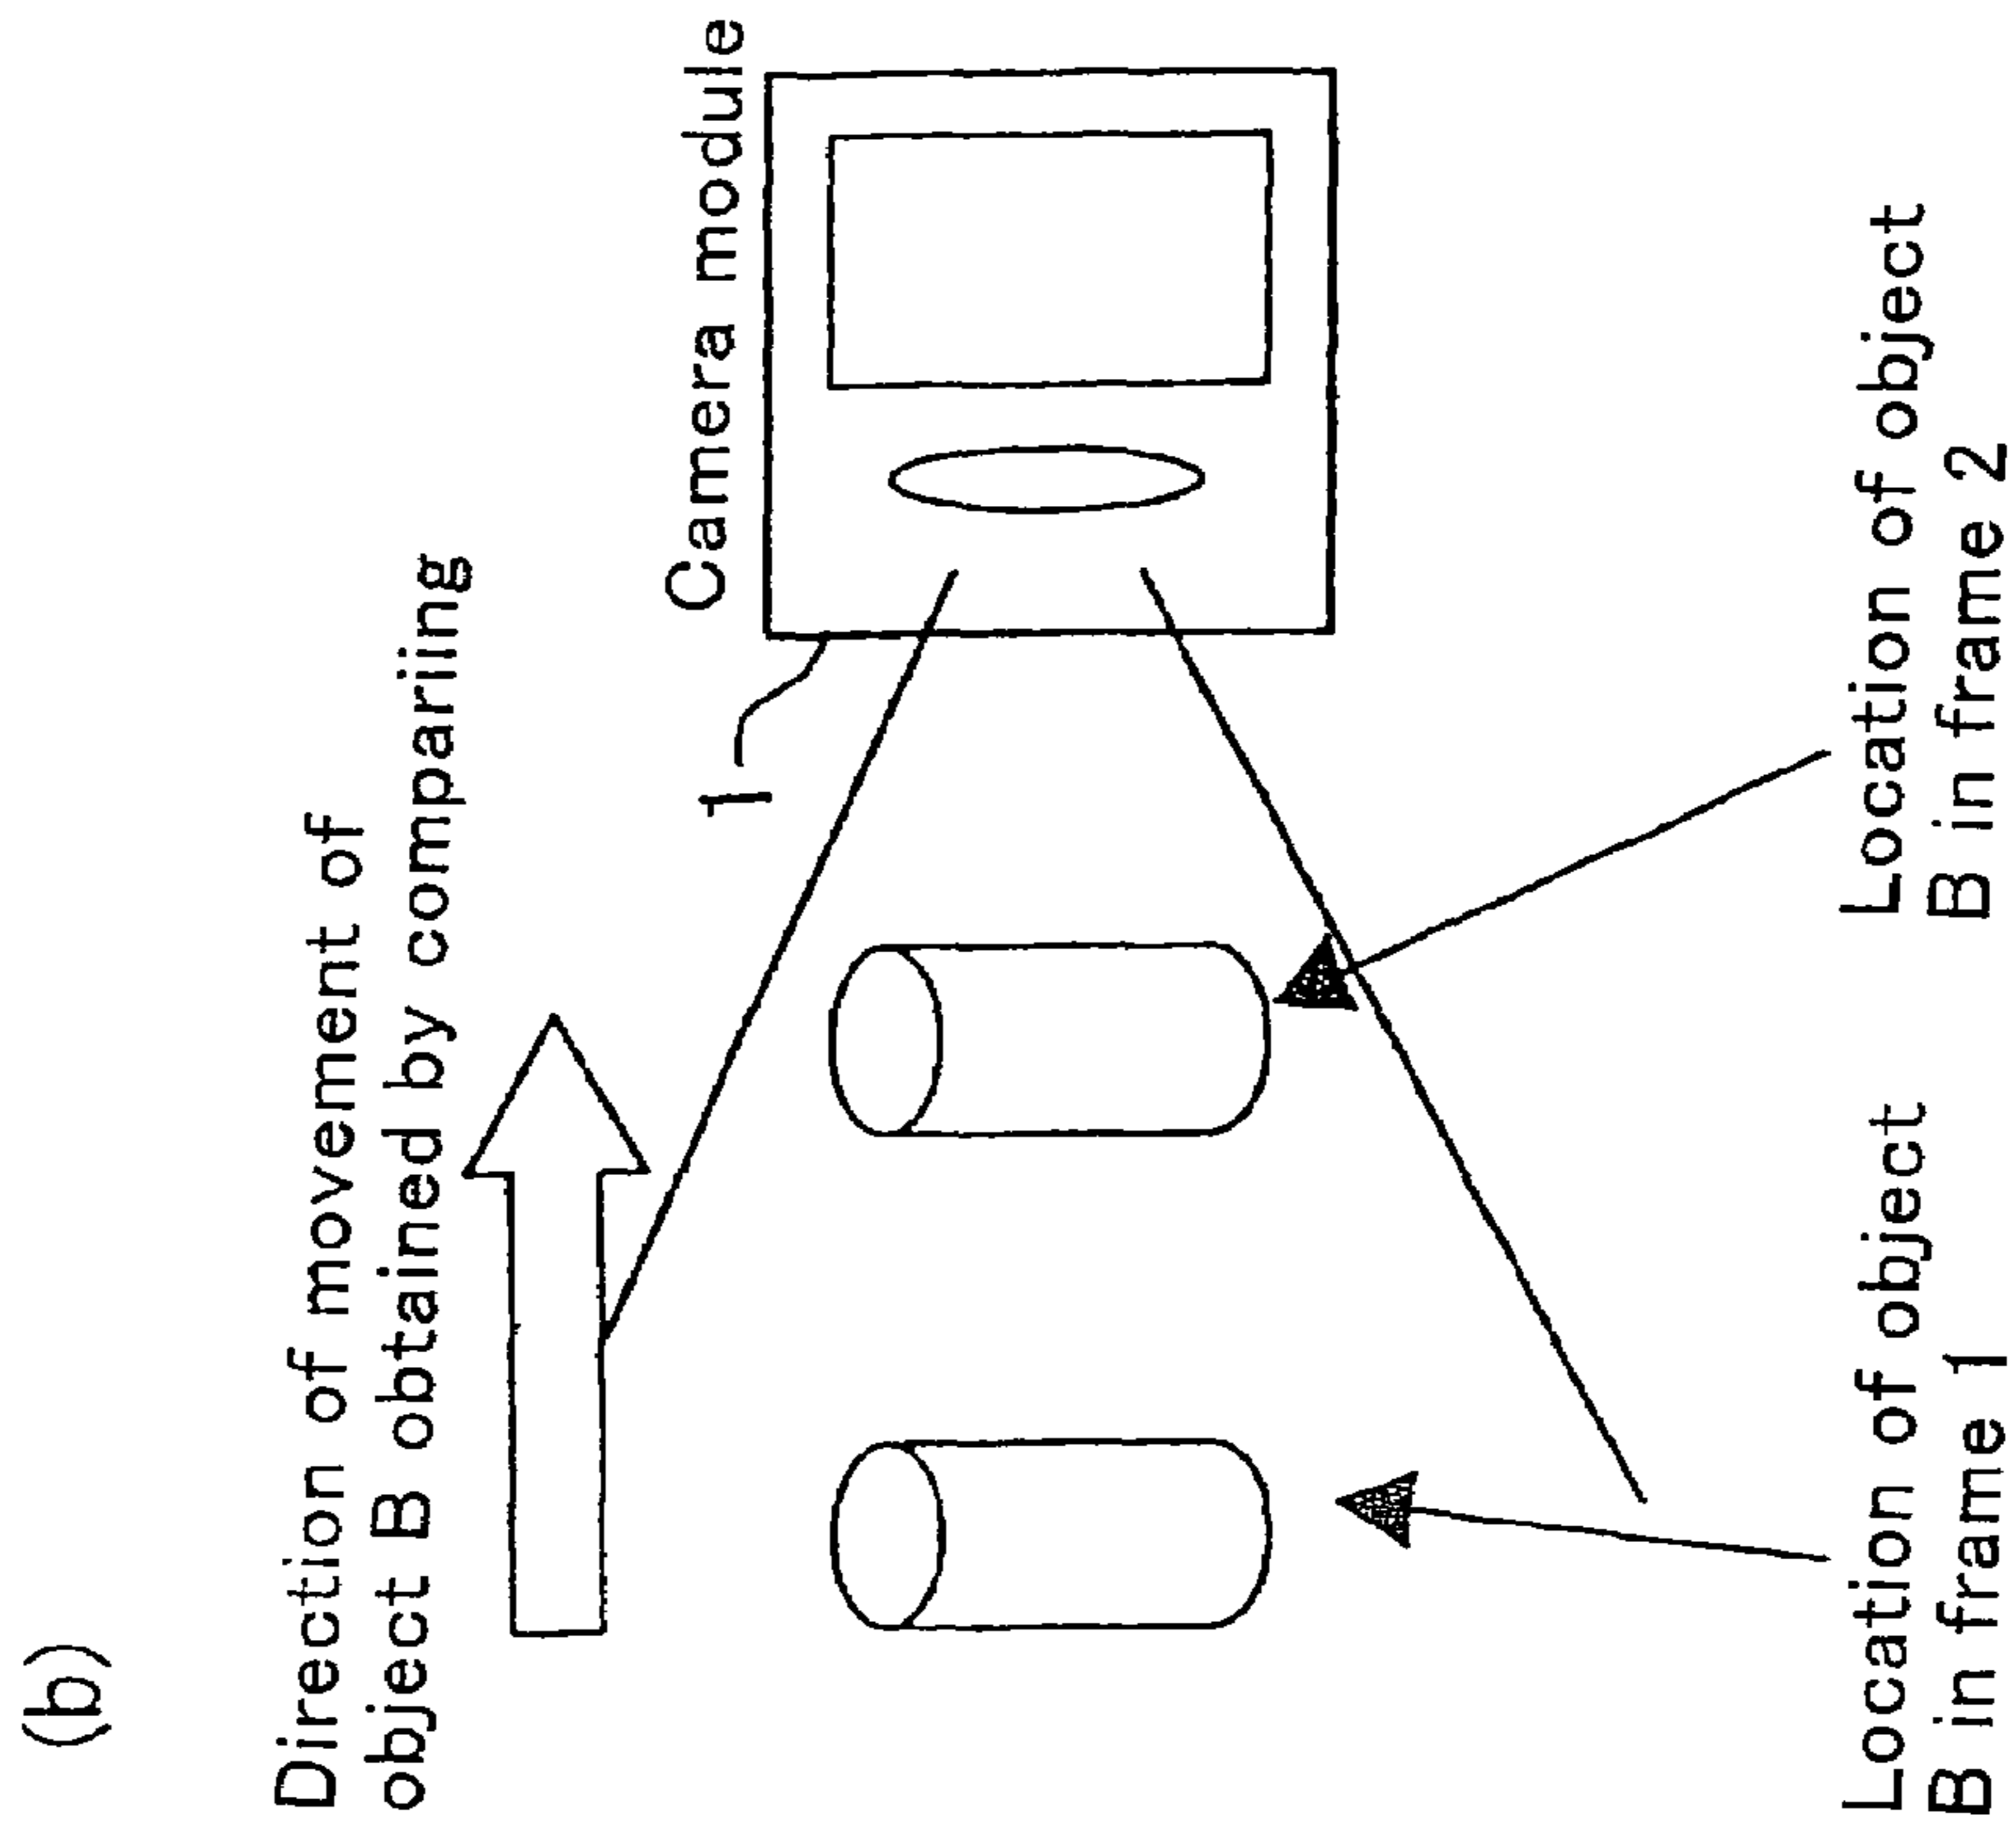 (b)
Direction of movement of
object B obtained by comparing
Camera module
1
Location of object
B in frame 1
Location of object
B in frame 2